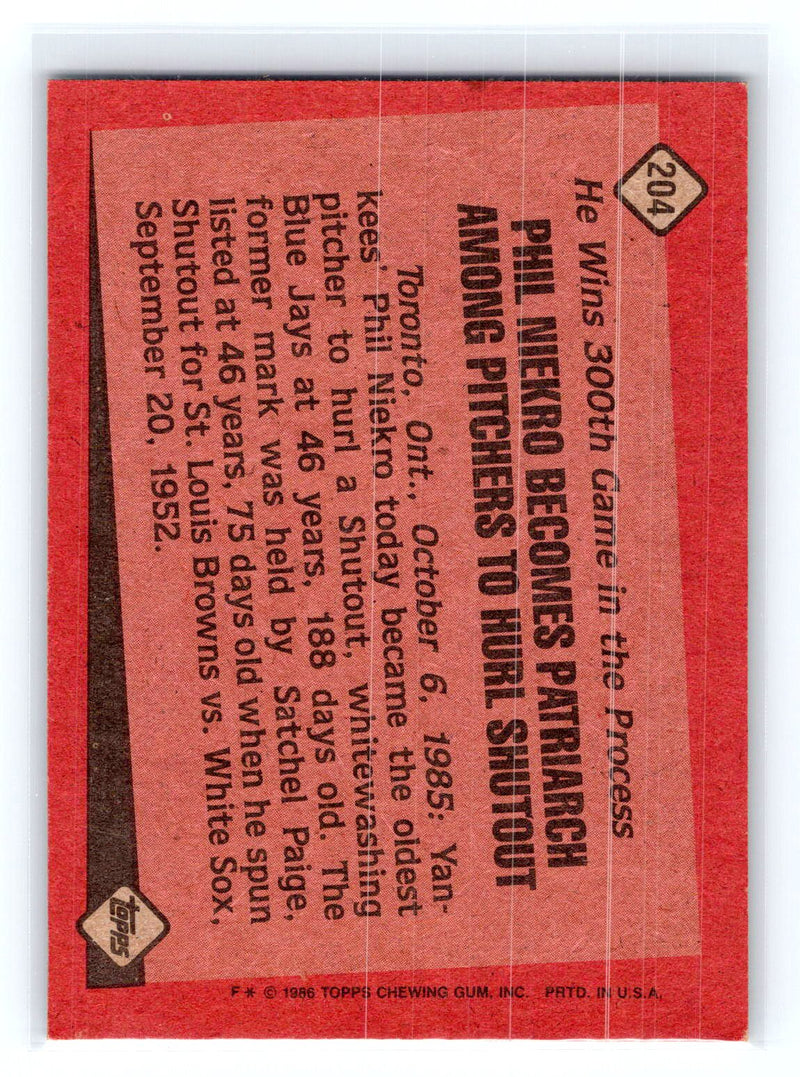 204
He Wins 300th Game in the Process
PHIL NIEKRO BECOMES PATRIARCH
AMONG PITCHERS TO HURL SHUTOUT
Toronto, Ont., October 6, 1985: Yan-
kees' Phil Niekro today became the oldest
pitcher to hurl a Shutout, Whitewashing
Blue Jays at 46 years, 188 days old. The
former mark was held by Satchel Paige,
listed at 46 years, 75 days old when he spun
Shutout for St. Louis Browns vs. White Sox,
September 20, 1952.
topps
F * © 1986 TOPPS CHEWING GUM, INC. PRTD. IN U.S.A.